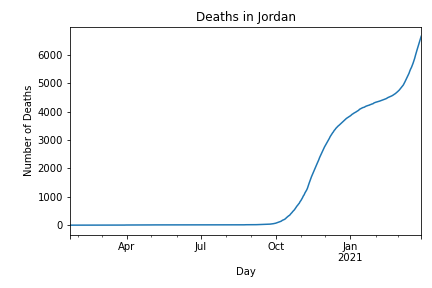 Deaths in Jordan
Number of Deaths
6000
5000
4000
3000
2000
1000
0
Apr
Jul
Oct
Jan
2021
Day